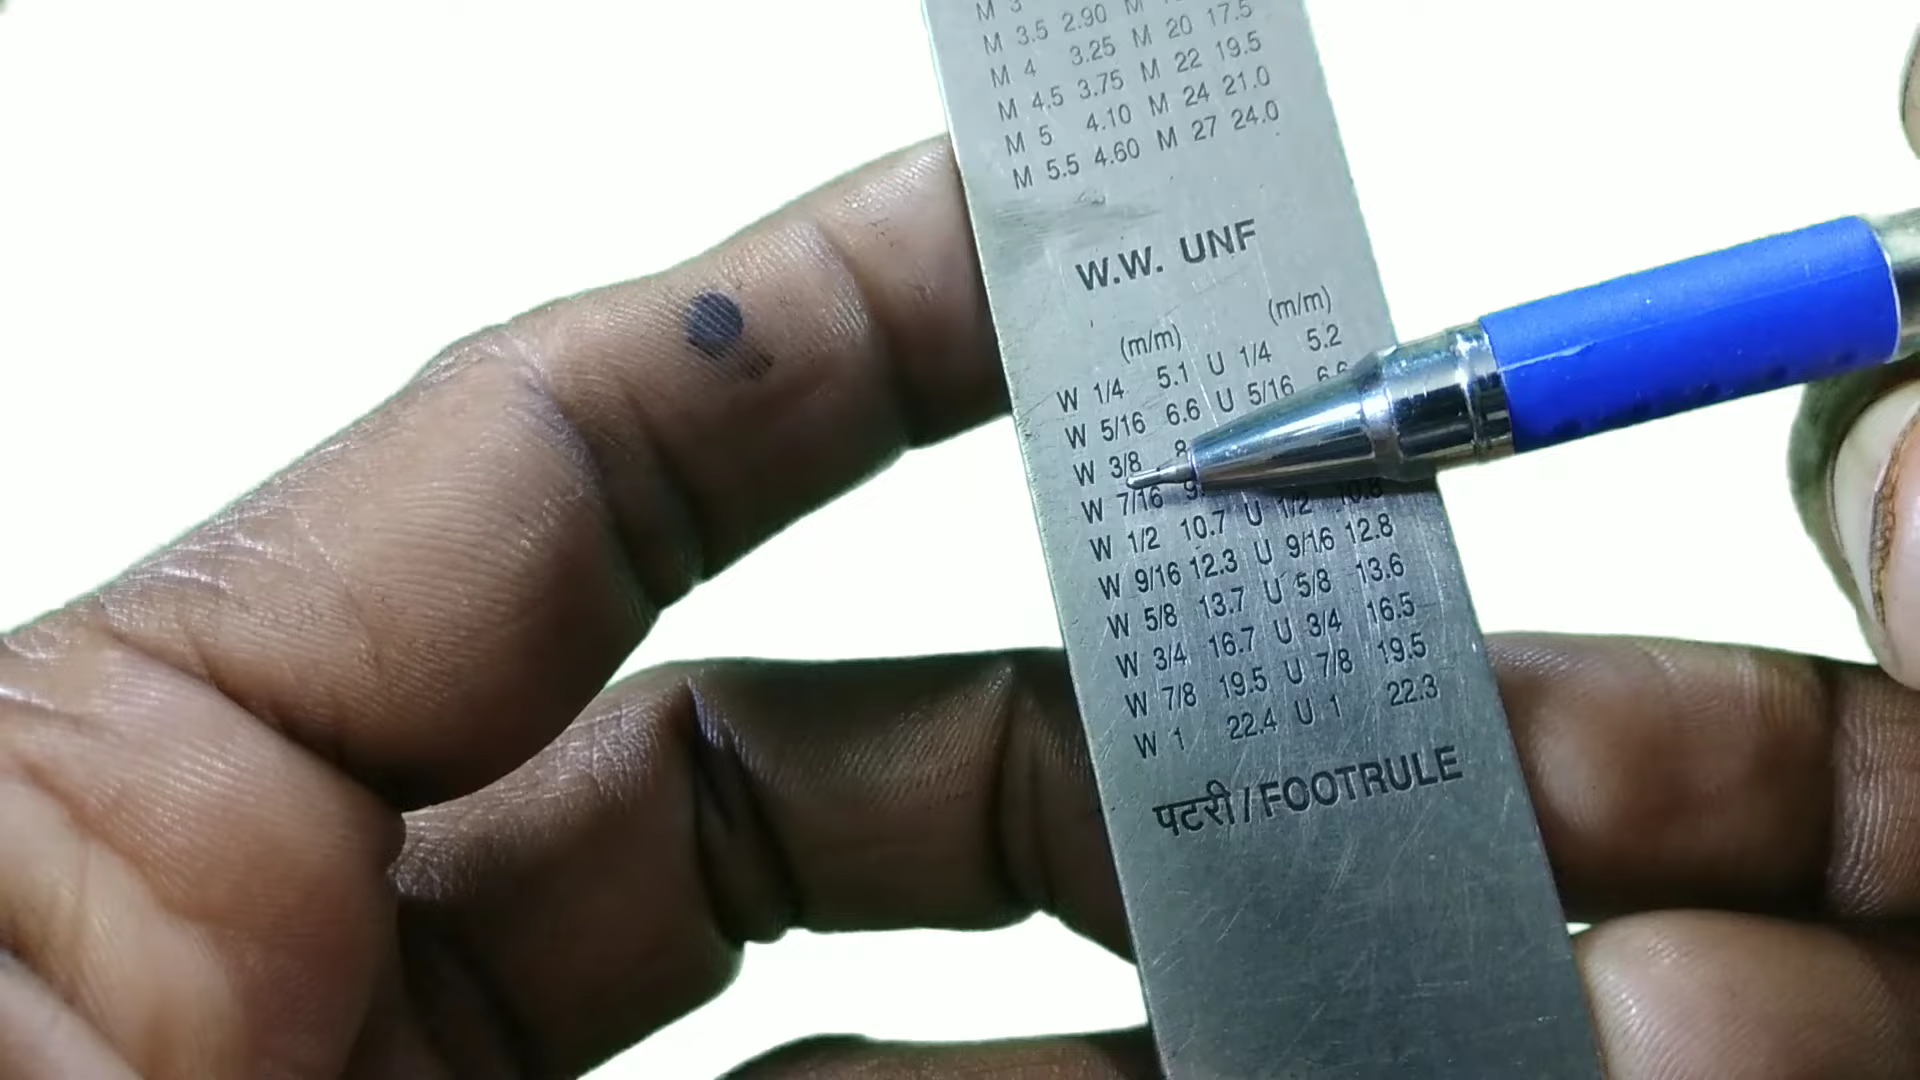 M 3
M 3.5 2.90 M
M 4 3.25 M 20 17.5
M 4.5 3.75 M 22 19.5
M 5 4.10 M 24 21.0
M 5.5 4.60 M 27 24.0
W.W. UNF
(m/m) (m/m)
W 1/4 5.1 U 1/4 5.2
W 5/16 6.6 U 5/16
W 3/8
W 7/16
W 1/2 10.7 U 1/2 10.8
W 9/16 12.3 U 9/16 12.8
W 5/8 13.7 U 5/8 13.6
W 3/4 16.7 U 3/4 16.5
W 7/8 19.5 U 7/8 19.5
W 1 22.4 U 1 22.3
पटरी/FOOTRULE